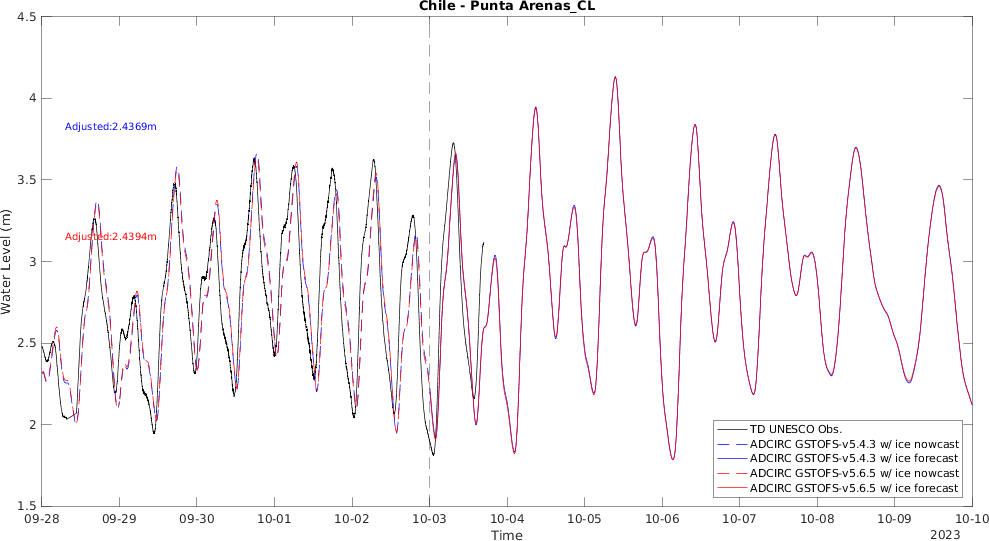 Chile - Punta Arenas_CL
4.5
4
3.5
3
2.5
2
1.5
Water Level (m)
Adjusted:2.4369m
Adjusted:2.4394m
TD UNESCO Obs.
ADCIRC GSTOFS-v5.4.3 w/ ice nowcast
ADCIRC GSTOFS-v5.4.3 w/ ice forecast
ADCIRC GSTOFS-v5.6.5 w/ ice nowcast
ADCIRC GSTOFS-v5.6.5 w/ ice forecast
09-28 09-29 09-30 10-01 10-02 10-03 10-04 10-05 10-06 10-07 10-08 10-09 10-10
Time
2023